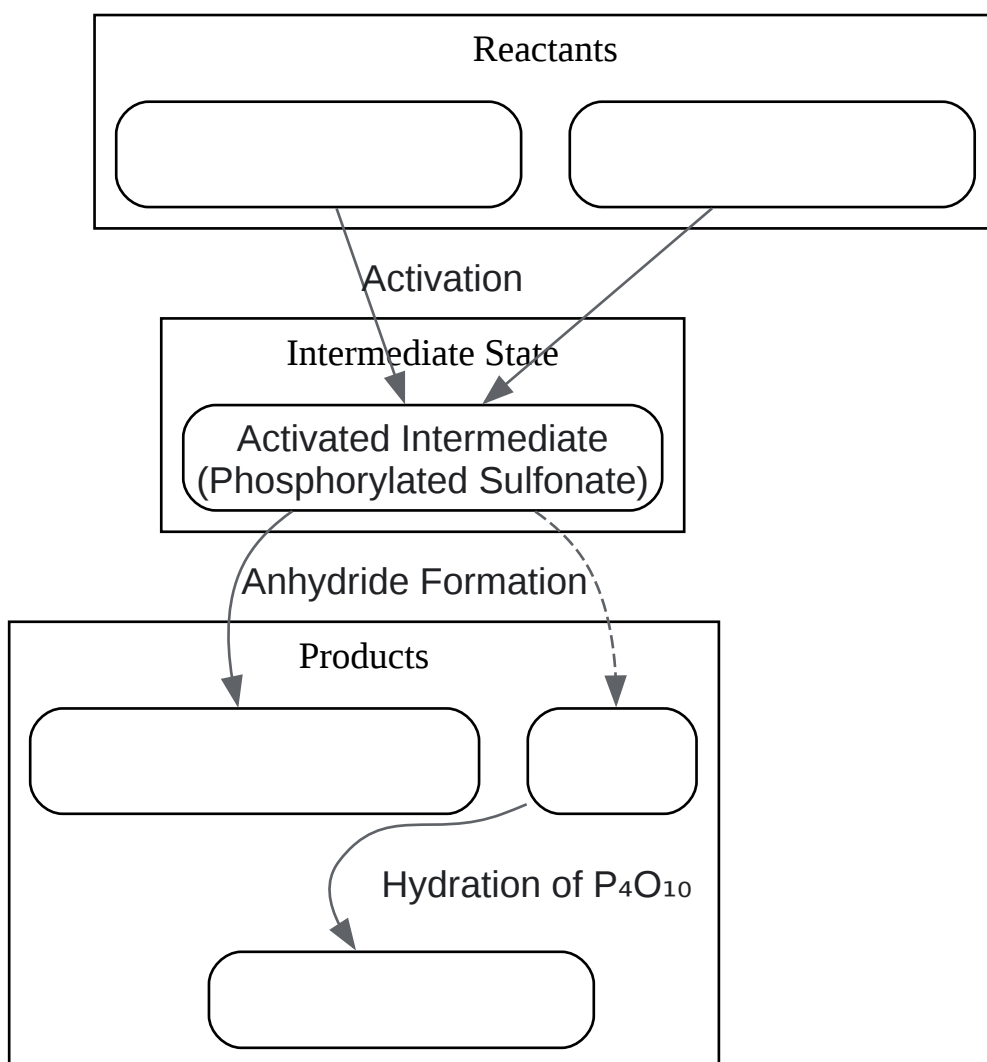 Reactants
Activation
Intermediate State
Activated Intermediate
(Phosphorylated Sulfonate)
Anhydride Formation
Products
Hydration of P₄O₁₀